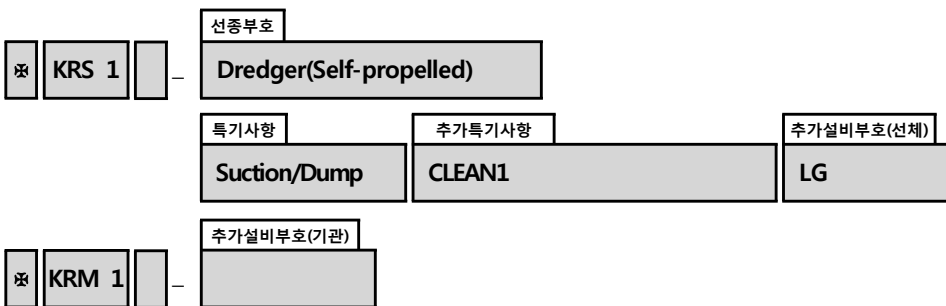 선종부호
✠ KRS 1 – Dredger(Self-propelled)
특기사항 추가특기사항 추가설비부호(선체)
Suction/Dump CLEAN1 LG
추가설비부호(기관)
✠ KRM 1 –